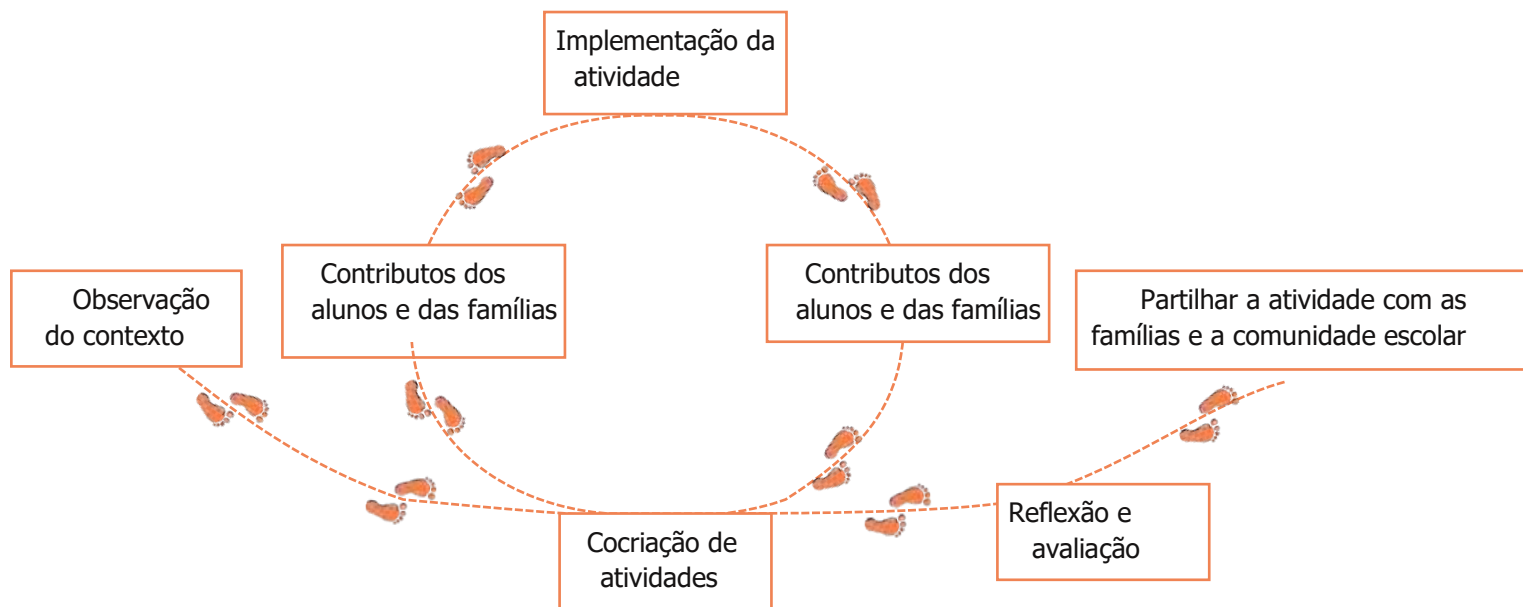 Implementação da
atividade
Observação
do contexto
Contributos dos
alunos e das famílias
Contributos dos
alunos e das famílias
Partilhar a atividade com as
famílias e a comunidade escolar
Cocriação de
atividades
Reflexão e
avaliação